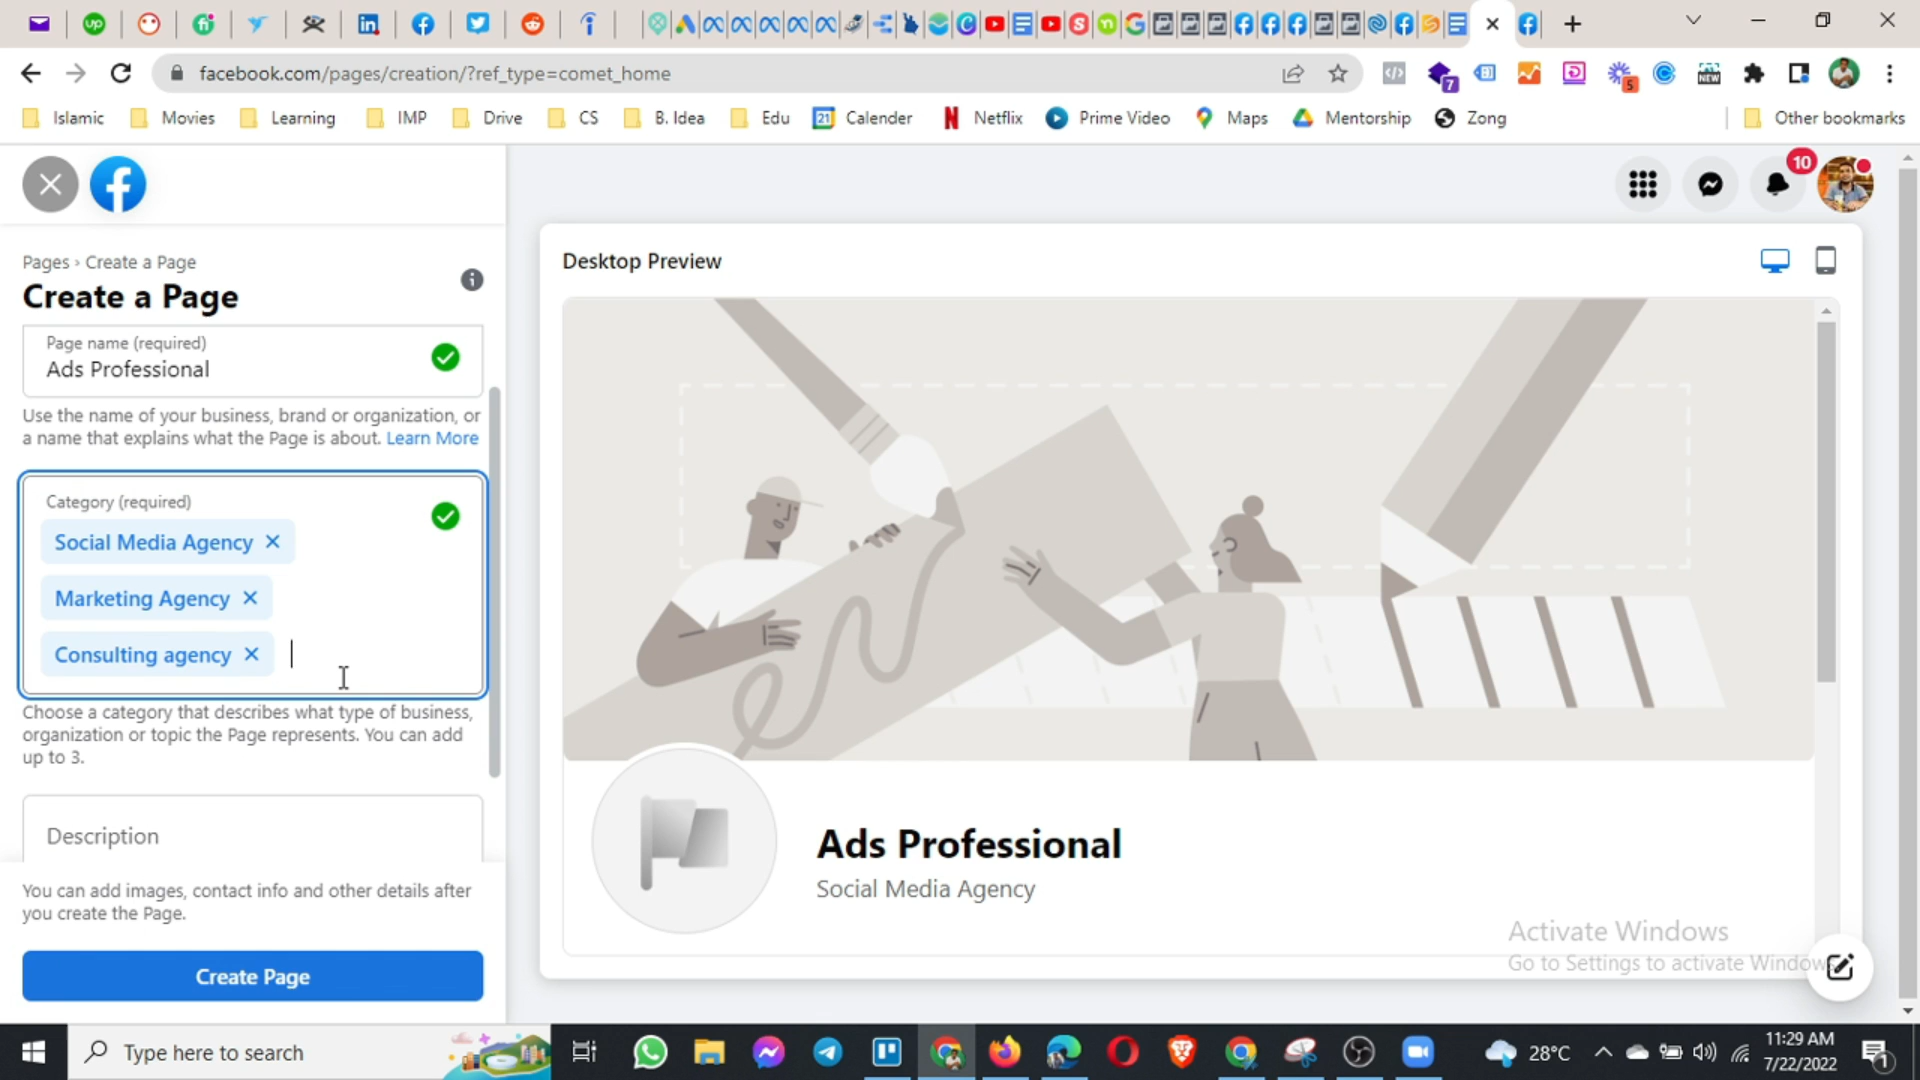 facebook.com/pages/creation/?ref_type=comet_home
7
5
NEW
Islamic
Movies
Learning
IMP
Drive
CS
B. Idea
Edu
Calender
Netflix
Prime Video
Maps
Mentorship
Zong
Other bookmarks
10
Pages › Create a Page
Create a Page
Page name (required)
Ads Professional
Use the name of your business, brand or organization, or
a name that explains what the Page is about. Learn More
Category (required)
Social Media Agency
Marketing Agency
Consulting agency
Choose a category that describes what type of business,
organization or topic the Page represents. You can add
up to 3.
Description
You can add images, contact info and other details after
you create the Page.
Create Page
Desktop Preview
Ads Professional
Social Media Agency
Activate Windows
Go to Settings to activate Windows
Type here to search
28°C
11:29 AM
7/22/2022
1